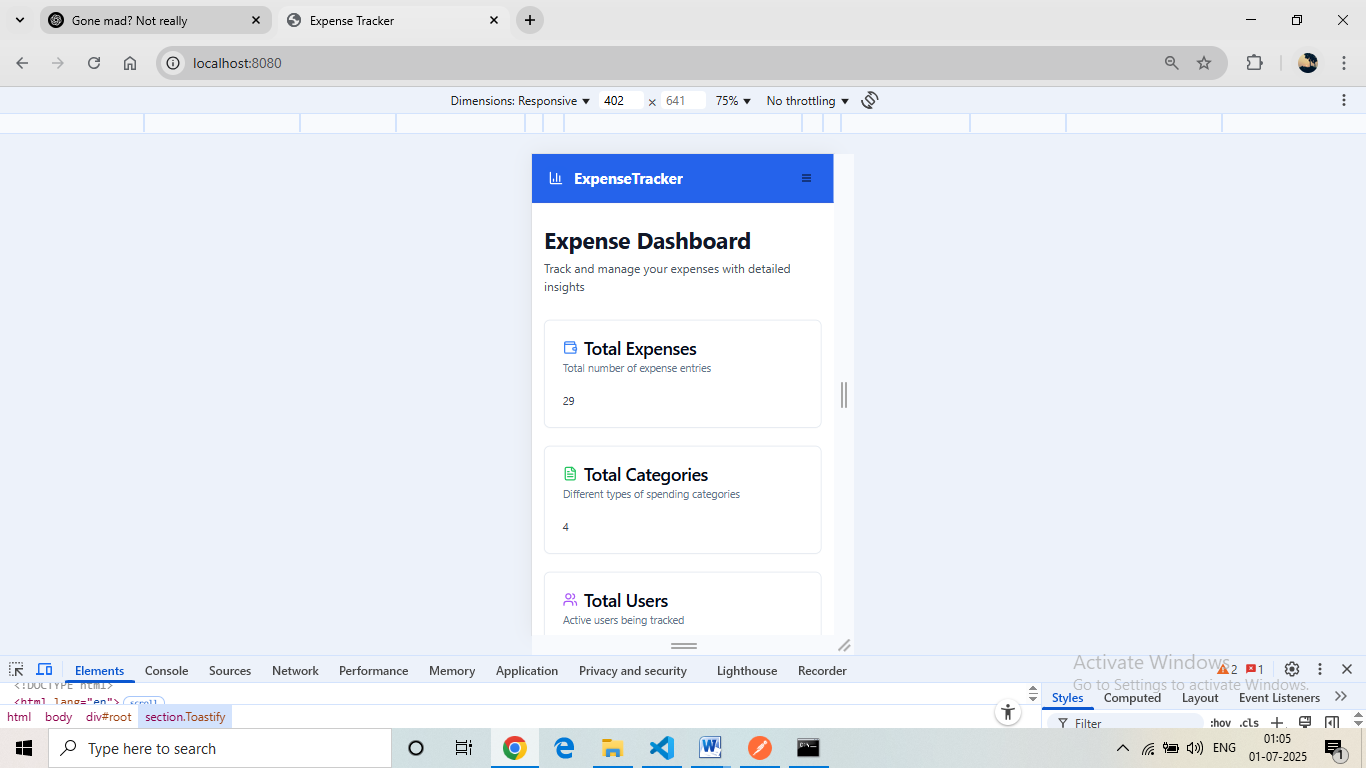 Gone mad? Not really
Expense Tracker
localhost:8080
Dimensions: Responsive 402 × 641 75% No throttling
ExpenseTracker
Expense Dashboard
Track and manage your expenses with detailed
insights
Total Expenses
Total number of expense entries
29
Total Categories
Different types of spending categories
4
Total Users
Active users being tracked
Elements Console Sources Network Performance Memory Application Privacy and security Lighthouse Recorder
2 1
<!DOCTYPE html>
<html lang="en"> scroll
html body div#root section.Toastify
Styles Computed Layout Event Listeners
Filter :hov .cls
Activate Windows
Go to Settings to activate Windows.
Type here to search
ENG
01:05
01-07-2025
1